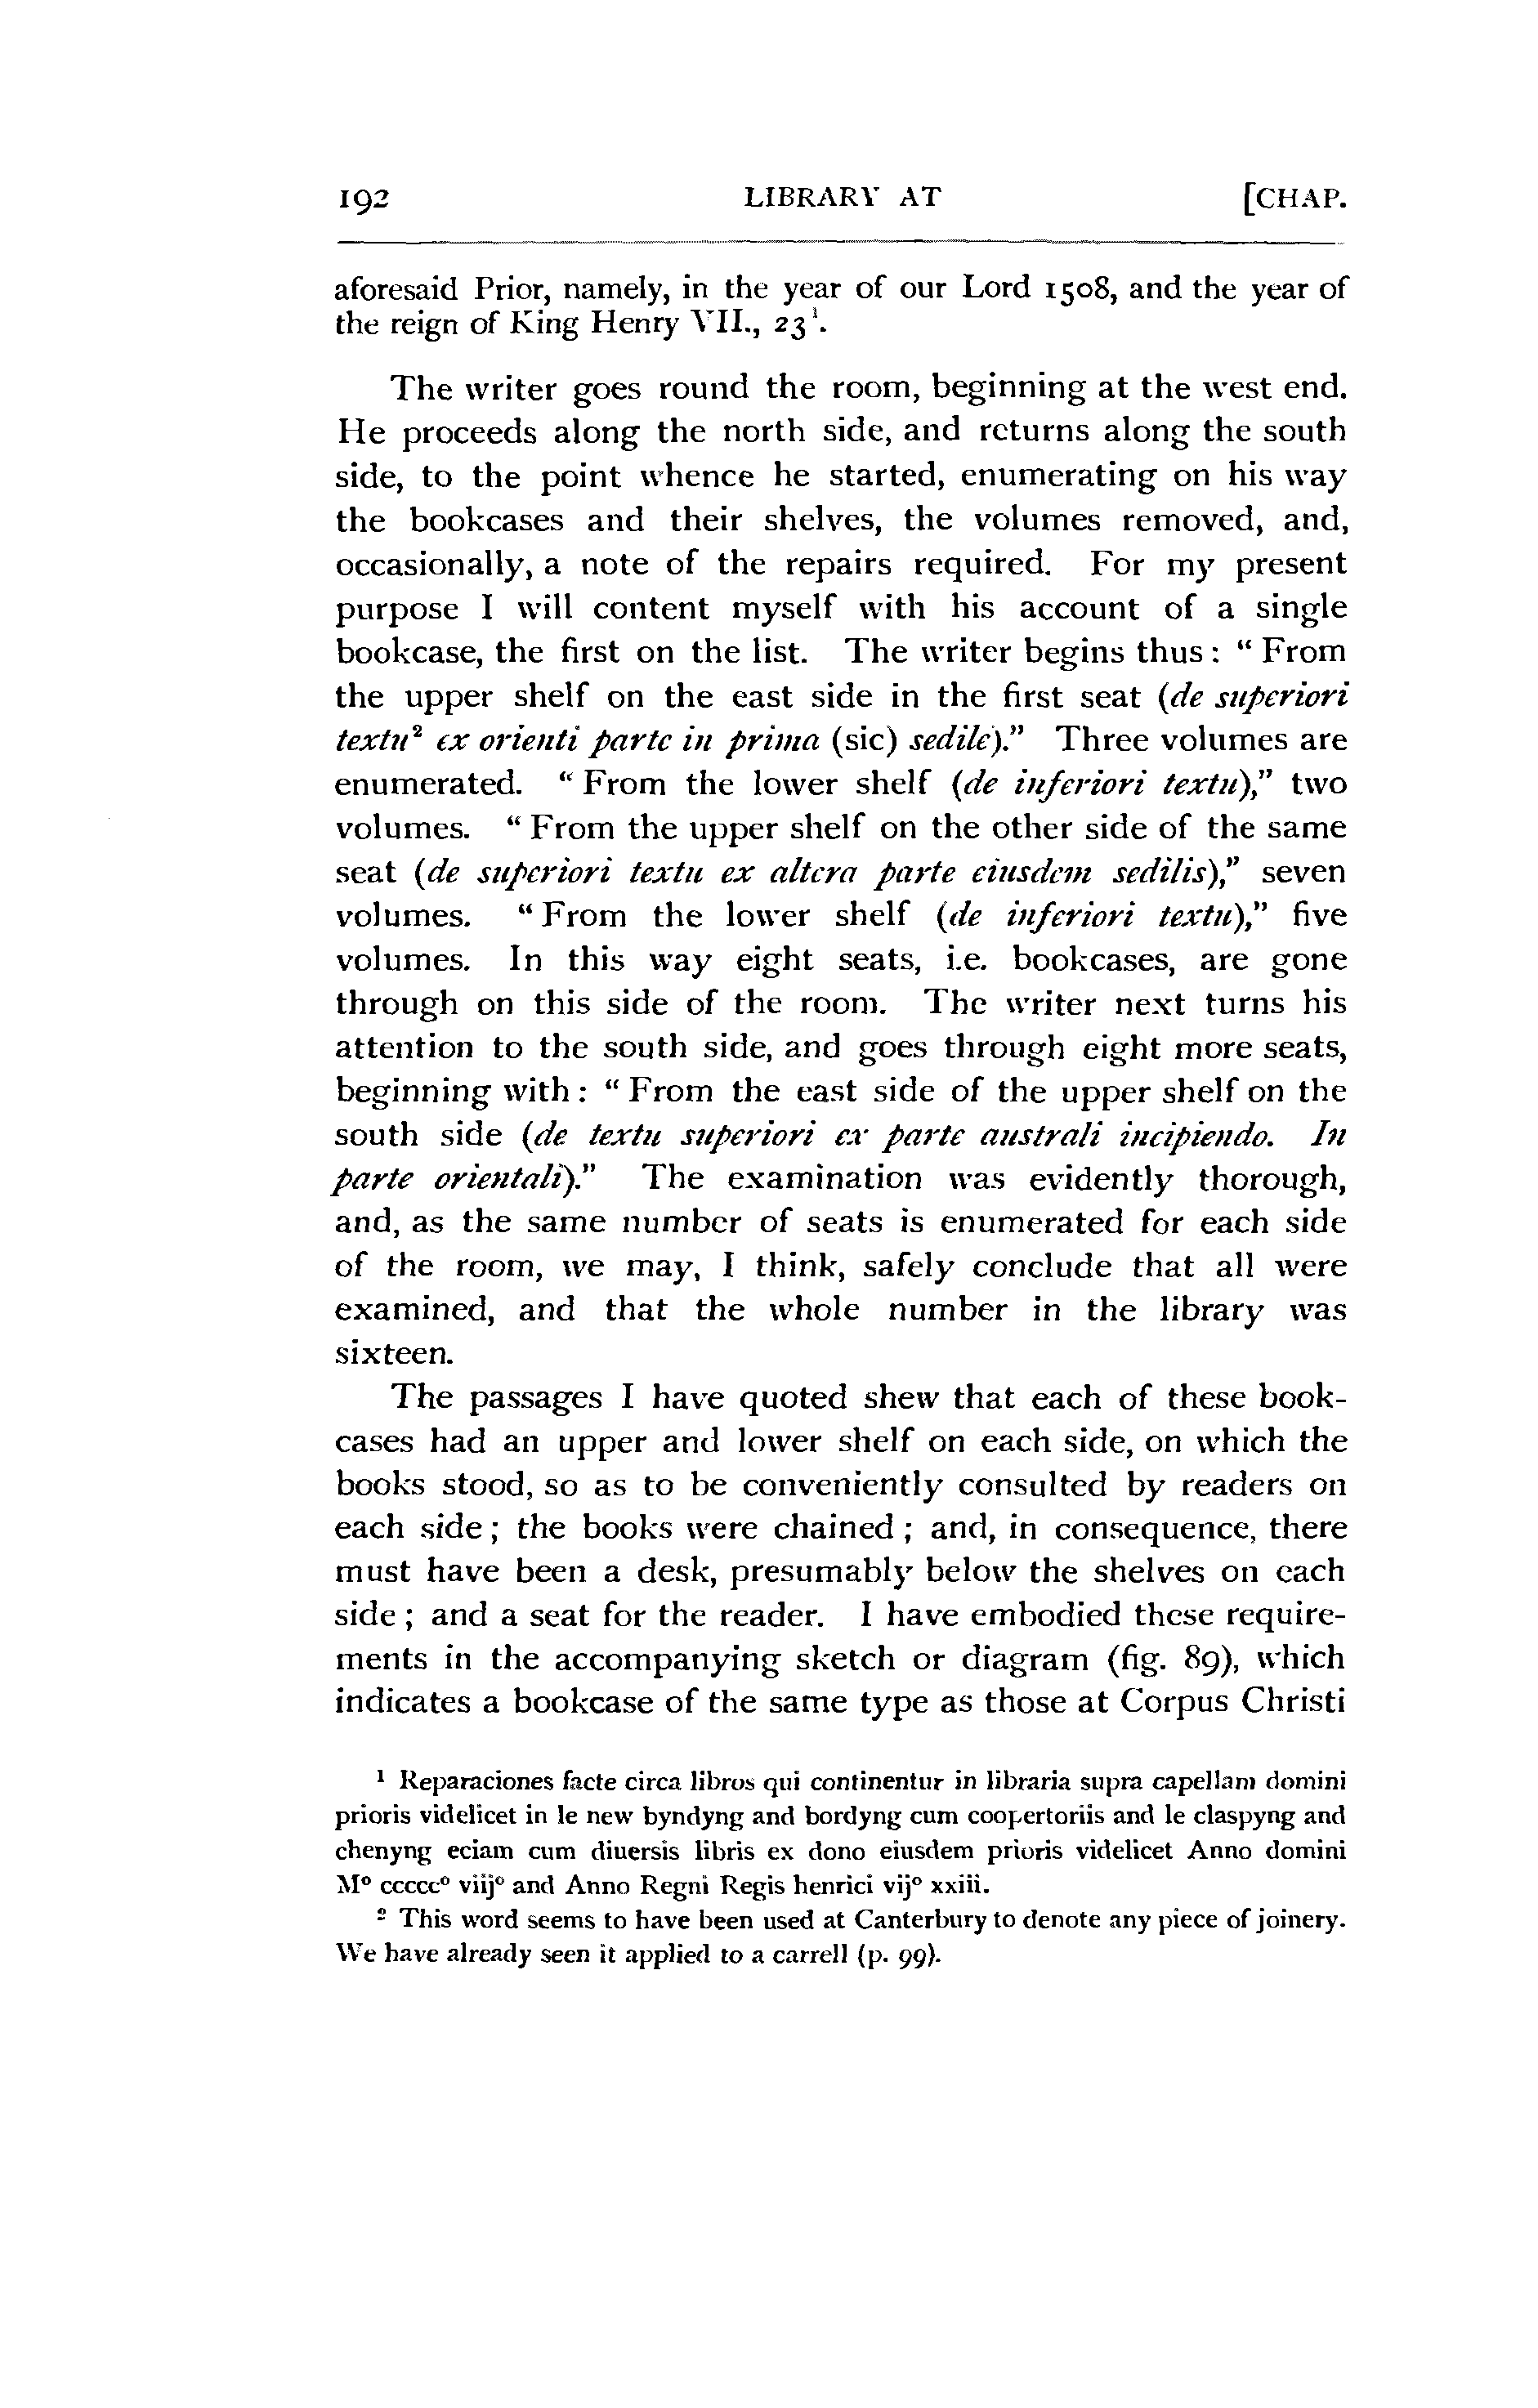 192 LIBRARY AT [CHAP.
aforesaid Prior, namely, in the year of our Lord 1508, and the year of
the reign of King Henry VII., 23¹.
The writer goes round the room, beginning at the west end.
He proceeds along the north side, and returns along the south
side, to the point whence he started, enumerating on his way
the bookcases and their shelves, the volumes removed, and,
occasionally, a note of the repairs required. For my present
purpose I will content myself with his account of a single
bookcase, the first on the list. The writer begins thus: “From
the upper shelf on the east side in the first seat (de superiori
textu² ex orienti parte in prima (sic) sedile).” Three volumes are
enumerated. “From the lower shelf (de inferiori textu),” two
volumes. “From the upper shelf on the other side of the same
seat (de superiori textu ex altera parte eiusdem sedilis),” seven
volumes. “From the lower shelf (de inferiori textu),” five
volumes. In this way eight seats, i.e. bookcases, are gone
through on this side of the room. The writer next turns his
attention to the south side, and goes through eight more seats,
beginning with: “From the east side of the upper shelf on the
south side (de textu superiori ex parte australi incipiendo. In
parte orientali).” The examination was evidently thorough,
and, as the same number of seats is enumerated for each side
of the room, we may, I think, safely conclude that all were
examined, and that the whole number in the library was
sixteen.
The passages I have quoted shew that each of these book-
cases had an upper and lower shelf on each side, on which the
books stood, so as to be conveniently consulted by readers on
each side; the books were chained; and, in consequence, there
must have been a desk, presumably below the shelves on each
side; and a seat for the reader. I have embodied these require-
ments in the accompanying sketch or diagram (fig. 89), which
indicates a bookcase of the same type as those at Corpus Christi
¹ Reparaciones facte circa libros qui continentur in libraria supra capellam domini
prioris videlicet in le new byndyng and bordyng cum coopertoriis and le claspyng and
chenyng eciam cum diuersis libris ex dono eiusdem prioris videlicet Anno domini
Mº cccccº viijº and Anno Regni Regis henrici vijº xxiii.
² This word seems to have been used at Canterbury to denote any piece of joinery.
We have already seen it applied to a carrell (p. 99).